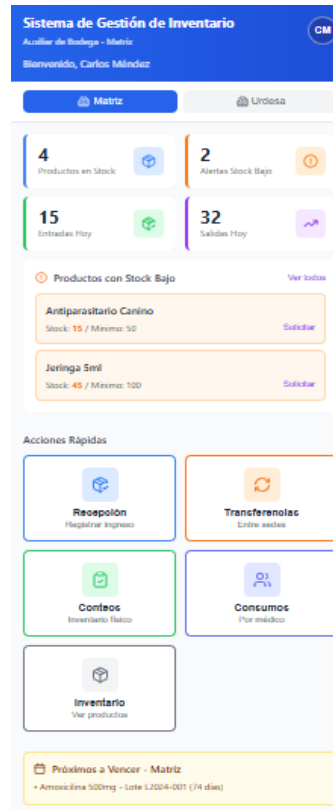 Sistema de Gestión de Inventario
CM
Auxiliar de Bodega - Matriz
Bienvenido, Carlos Méndez
Matriz
Urdesa
4
Productos en Stock
2
Alertas Stock Bajo
15
Entradas Hoy
32
Salidas Hoy
Productos con Stock Bajo
Ver todos
Antiparasitario Canino
Stock: 15 / Mínimo: 50
Solicitar
Jeringa 5ml
Stock: 45 / Mínimo: 100
Solicitar
Acciones Rápidas
Recepción
Registrar ingreso
Transferencias
Entre sedes
Conteos
Inventario físico
Consumos
Por médico
Inventario
Ver productos
Próximos a Vencer - Matriz
• Amoxicilina 500mg - Lote L2024-001 (74 días)